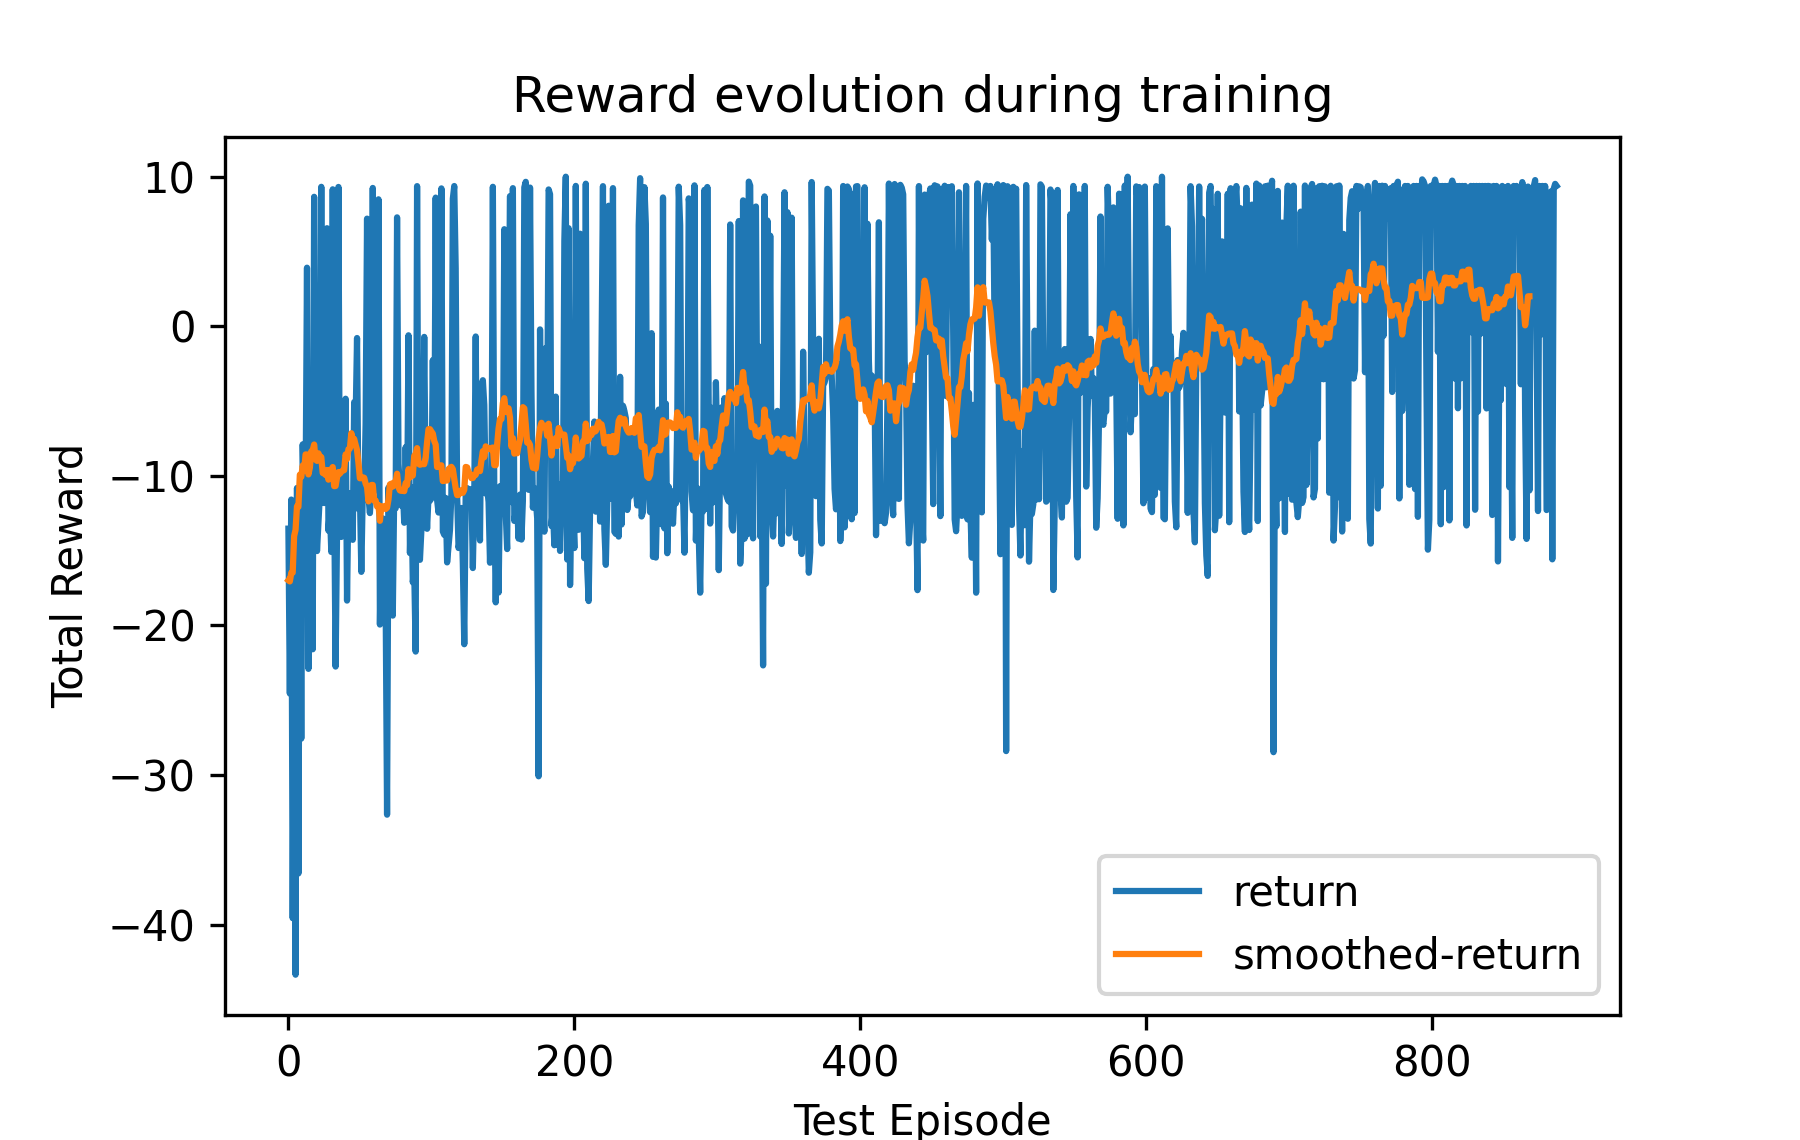 Reward evolution during training
10
0
−10
−20
−30
−40
Total Reward
return
smoothed-return
0 200 400 600 800
Test Episode